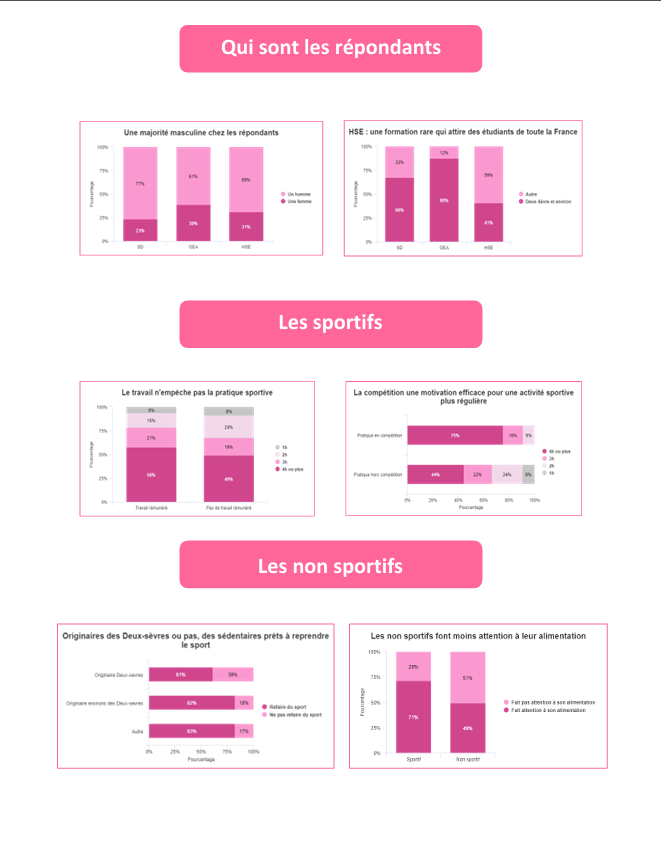 Qui sont les répondants
Une majorité masculine chez les répondants
100%
75%
50%
25%
0%
Pourcentage
77%
61%
69%
23%
39%
31%
SD
GEA
HSE
Un homme
Une femme
HSE : une formation rare qui attire des étudiants de toute la France
100%
75%
50%
25%
0%
Pourcentage
33%
12%
59%
88%
41%
SD
GEA
HSE
Autre
Deux-Sèvre et environ
Les sportifs
Le travail n'empêche pas la pratique sportive
100%
75%
50%
25%
0%
Pourcentage
21%
58%
24%
19%
49%
Travail rémunéré
Pas de travail rémunéré
1h
2h
3h
4h ou plus
La compétition une motivation efficace pour une activité sportive
plus régulière
Pratique en compétition
75%
Pratique hors compétition
44%
22%
24%
0%
20%
40%
60%
80%
100%
Pourcentage
4h ou plus
3h
2h
1h
Les non sportifs
Originaires des Deux-sèvres ou pas, des sédentaires prêts à reprendre
le sport
Originaire Deux-sevres
61%
39%
Originaire environs des Deux-sevres
82%
18%
Autre
83%
17%
0%
25%
50%
75%
100%
Pourcentage
Refaire du sport
Ne pas refaire du sport
Les non sportifs font moins attention à leur alimentation
100%
75%
50%
25%
0%
Pourcentage
29%
51%
71%
49%
Sportif
Non sportif
Fait pas attention à son alimentation
Fait attention à son alimentation